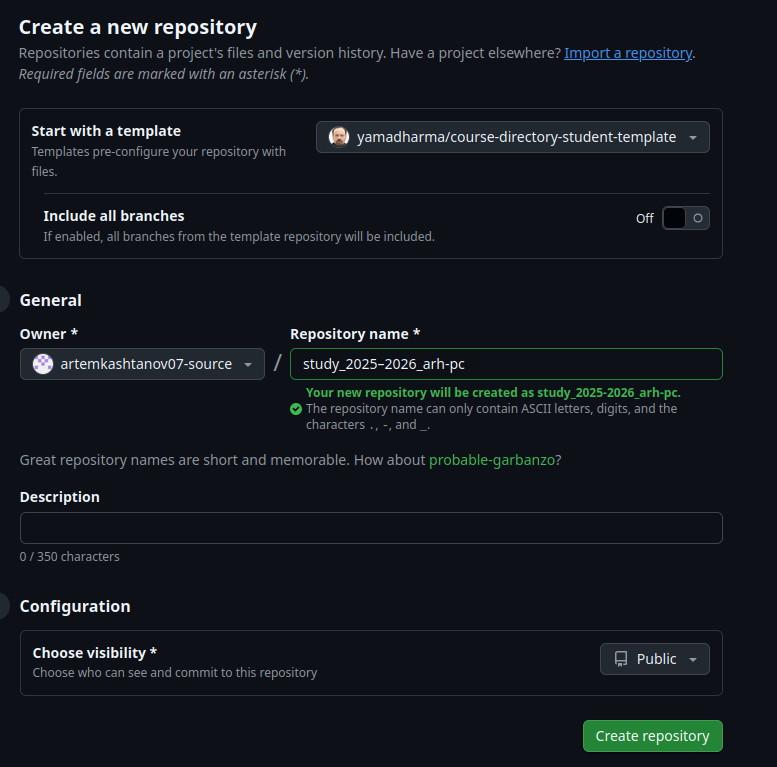 Create a new repository
Repositories contain a project's files and version history. Have a project elsewhere? Import a repository.
Required fields are marked with an asterisk (*).
Start with a template
Templates pre-configure your repository with
files.
yamadharma/course-directory-student-template
Include all branches
If enabled, all branches from the template repository will be included.
Off
General
Owner *
Repository name *
artemkashtanov07-source
/
study_2025–2026_arh-pc
Your new repository will be created as study_2025-2026_arh-pc.
The repository name can only contain ASCII letters, digits, and the
characters ., -, and _.
Great repository names are short and memorable. How about probable-garbanzo?
Description
0 / 350 characters
Configuration
Choose visibility *
Choose who can see and commit to this repository
Public
Create repository